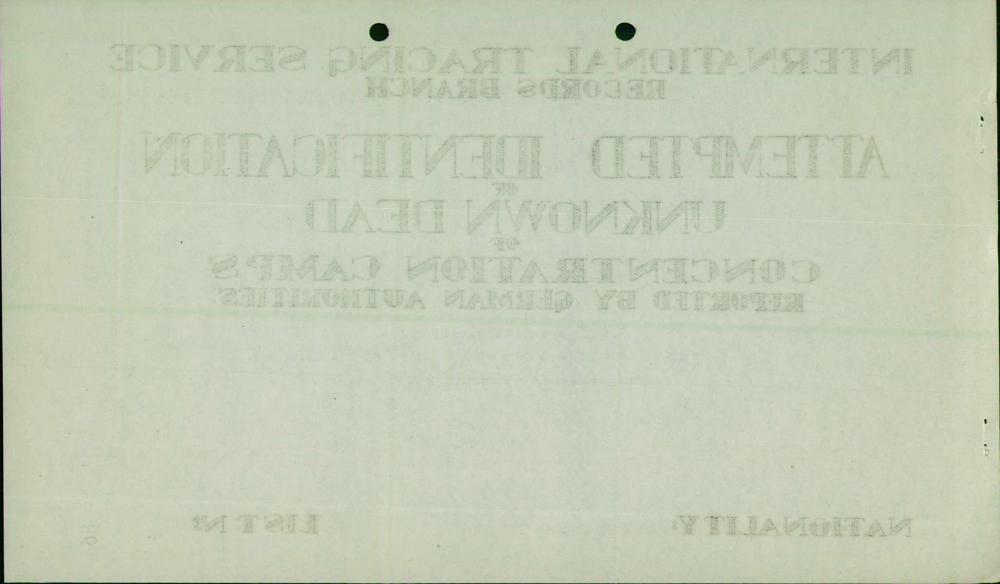 INTERNATIONAL TRACING SERVICE
RECORDS BRANCH
ATTEMPTED IDENTIFICATION
OF
UNKNOWN DEAD
OF
CONCENTRATION CAMPS
REPORTED BY GERMAN AUTHORITIES
NATIONALITY: LIST Nº